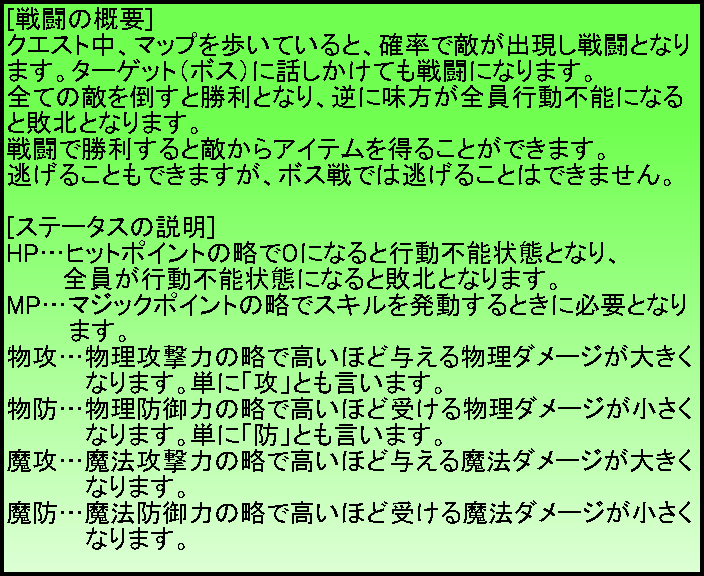 [戦闘の概要]
クエスト中、マップを歩いていると、確率で敵が出現し戦闘となり
ます。ターゲット（ボス）に話しかけても戦闘になります。
全ての敵を倒すと勝利となり、逆に味方が全員行動不能になる
と敗北となります。
戦闘で勝利すると敵からアイテムを得ることができます。
逃げることもできますが、ボス戦では逃げることはできません。
[ステータスの説明]
HP…ヒットポイントの略で０になると行動不能状態となり、
全員が行動不能状態になると敗北となります。
MP…マジックポイントの略でスキルを発動するときに必要となり
ます。
物攻…物理攻撃力の略で高いほど与える物理ダメージが大きく
なります。単に「攻」とも言います。
物防…物理防御力の略で高いほど受ける物理ダメージが小さく
なります。単に「防」とも言います。
魔攻…魔法攻撃力の略で高いほど与える魔法ダメージが大きく
なります。
魔防…魔法防御力の略で高いほど受ける魔法ダメージが小さく
なります。